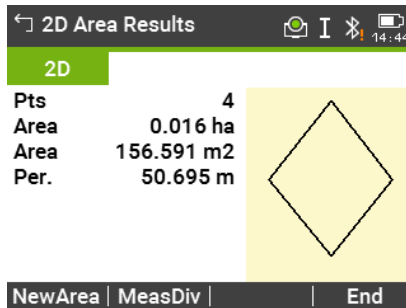 2D Area Results
I
14:44
2D
Pts 4
Area 0.016 ha
Area 156.591 m2
Per. 50.695 m
NewArea MeasDiv End